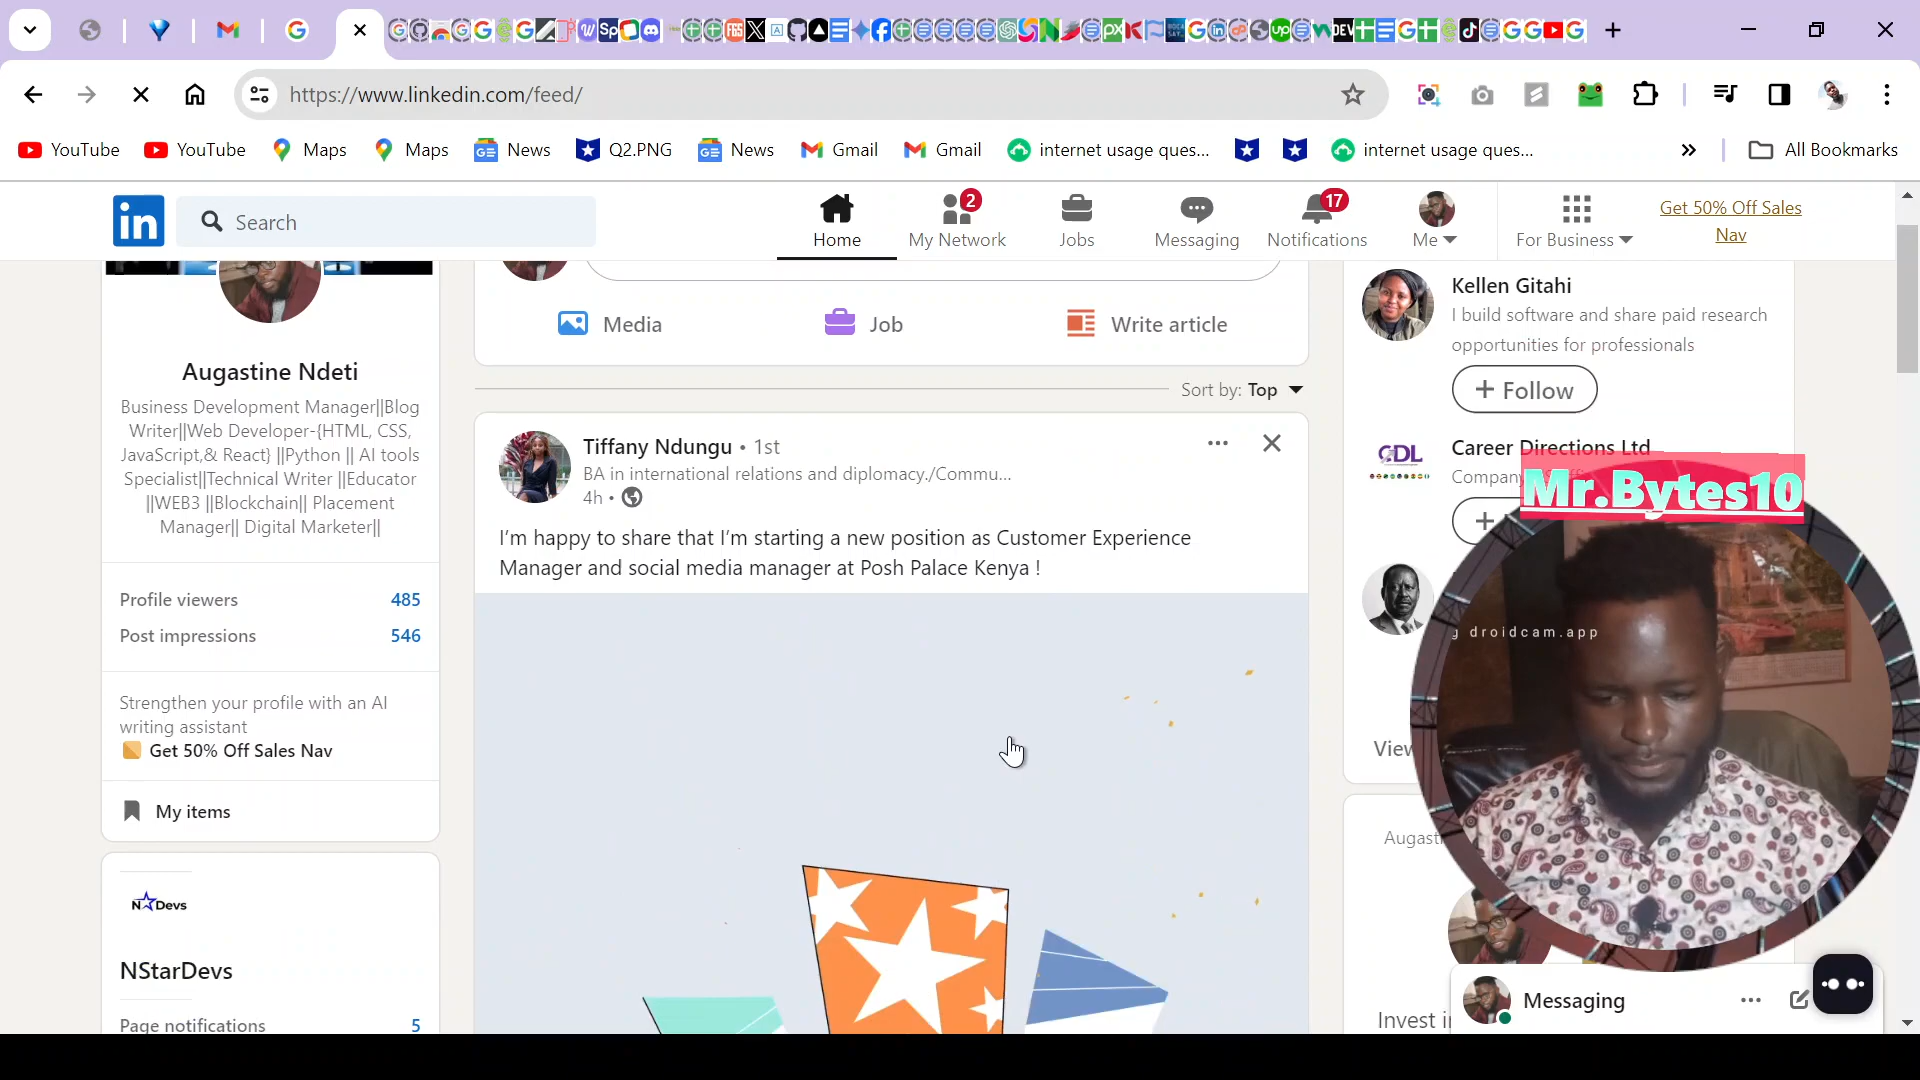 https://www.linkedin.com/feed/
YouTube
YouTube
Maps
Maps
News
Q2.PNG
News
Gmail
Gmail
internet usage ques...
internet usage ques...
»
All Bookmarks
in
Search
Home
2
My Network
Jobs
Messaging
17
Notifications
Me
For Business
Get 50% Off Sales
Nav
Augastine Ndeti
Business Development Manager||Blog
Writer||Web Developer-{HTML, CSS,
JavaScript,& React} ||Python || AI tools
Specialist||Technical Writer ||Educator
||WEB3 ||Blockchain|| Placement
Manager|| Digital Marketer||
Profile viewers 485
Post impressions 546
Strengthen your profile with an AI
writing assistant
Get 50% Off Sales Nav
My items
N Devs
NStarDevs
Page notifications 5
Media
Job
Write article
Sort by: Top
Tiffany Ndungu • 1st
BA in international relations and diplomacy./Commu...
4h •
I'm happy to share that I'm starting a new position as Customer Experience
Manager and social media manager at Posh Palace Kenya !
Kellen Gitahi
I build software and share paid research
opportunities for professionals
+ Follow
CDL
Career Directions Ltd
Company
Mr.Bytes10
droidcam.app
View
Augast
Invest i
Messaging